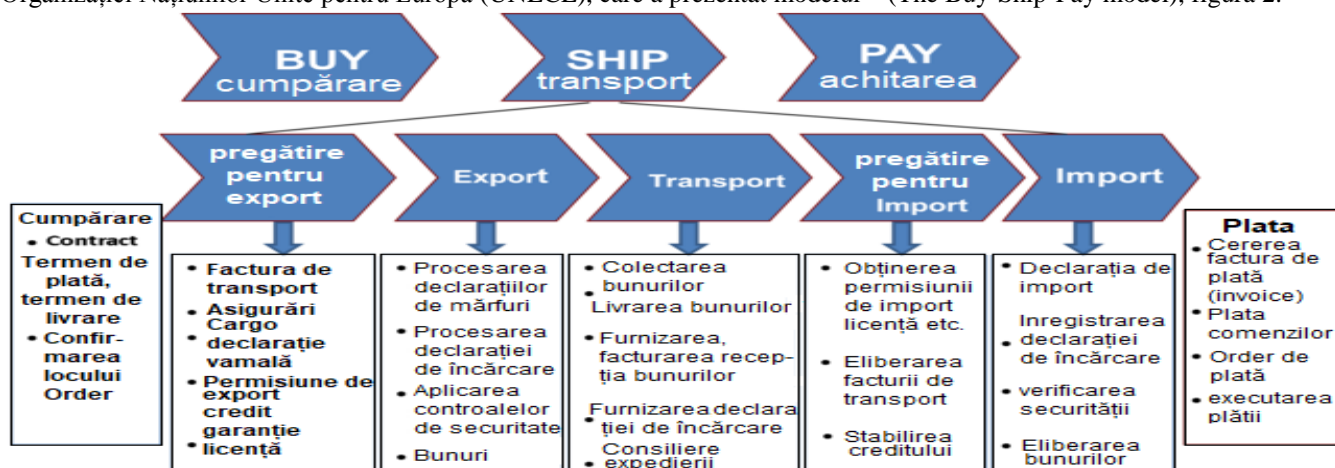 Organizației Națiunilor Unite pentru Europa (UNECE), care a prezentat modelul – (The Buy-Ship-Pay model), figura 2.
BUY
cumpărare
SHIP
transport
PAY
achitarea
pregătire
pentru
export
Export
Transport
pregătire
pentru
Import
Import
Cumpărare
• Contract
Termen de
plată,
termen de
livrare
• Confir-
marea
locului
Order
• Factura de
transport
• Asigurări
Cargo
• declarație
vamală
• Permisiune de
export
credit
garanție
• licență
• Procesarea
declarațiilor
de mărfuri
• Procesarea
declarației
de încărcare
• Aplicarea
controalelor
de securitate
• Bunuri
• Colectarea
bunurilor
• Livrarea bunurilor
• Furnizarea,
facturarea recep-
ția bunurilor
Furnizarea declara
• ției de încărcare
Consiliere
• expedierii
• Obținerea
permisiunii
de import
licență etc.
• Eliberarea
facturii de
transport
• Stabilirea
creditului
• Declarația de
import
Inregistrarea
• declarației
de încărcare
• verificarea
securității
• Eliberarea
bunurilor
Plata
• Cererea
factura de
plată
(invoice)
• Plata
comenzilor
• Order de
plată
• executarea
plătii